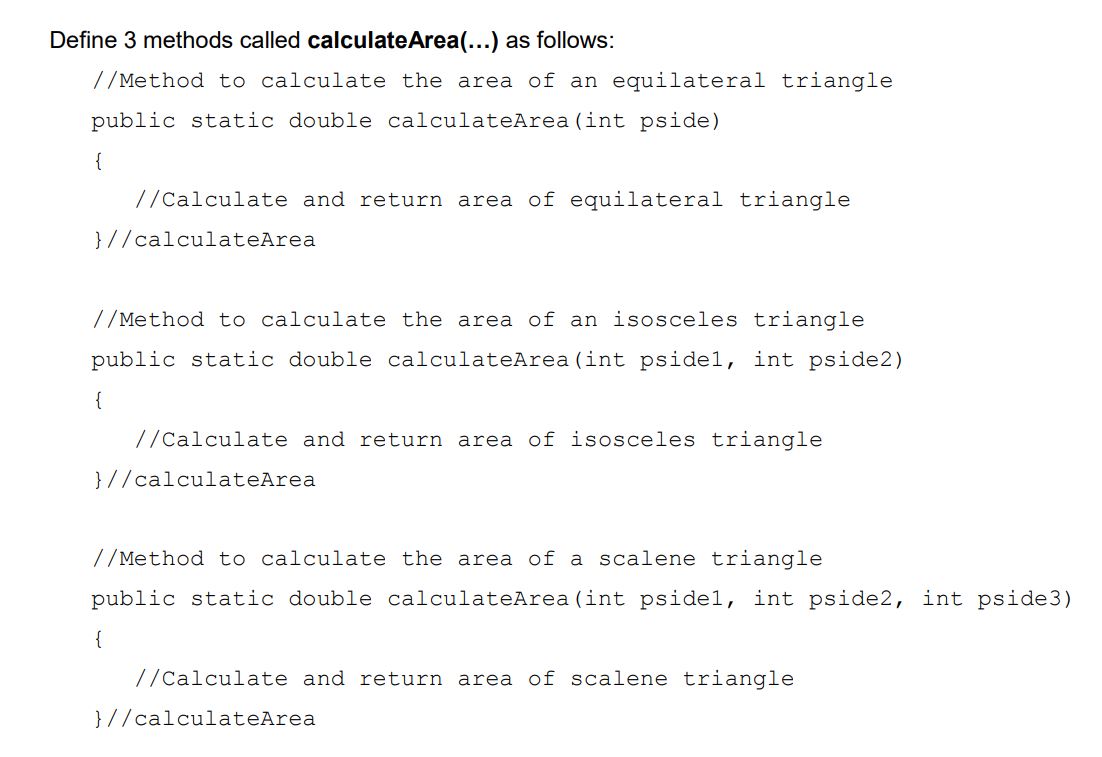 Define 3 methods called calculateArea(...) as follows:
//Method to calculate the area of an equilateral triangle
public static double calculateArea(int pside)
{
//Calculate and return area of equilateral triangle
}//calculateArea
//Method to calculate the area of an isosceles triangle
public static double calculateArea(int pside1, int pside2)
{
//Calculate and return area of isosceles triangle
}//calculateArea
//Method to calculate the area of a scalene triangle
public static double calculateArea(int pside1, int pside2, int pside3)
{
//Calculate and return area of scalene triangle
}//calculateArea